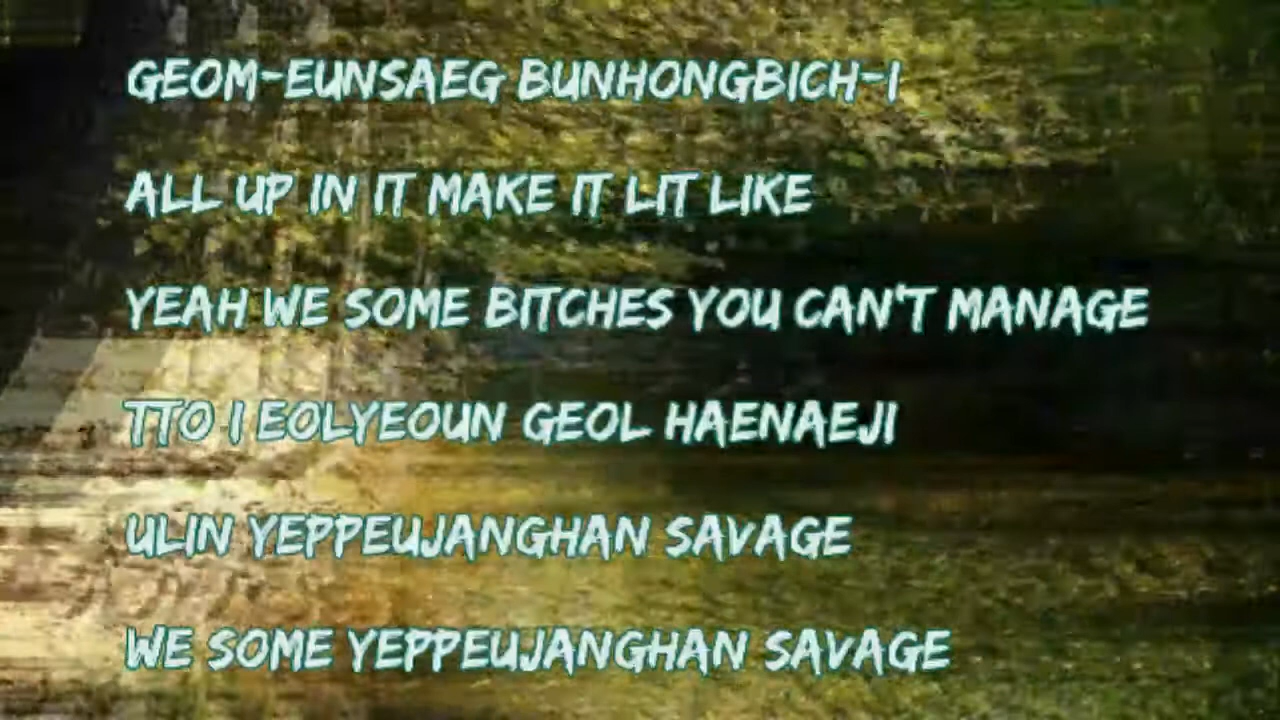 GEOM-EUNSAEG BUNHONGBICH-I
ALL UP IN IT MAKE IT LIT LIKE
YEAH WE SOME BITCHES YOU CAN'T MANAGE
TTO I EOLYEOUN GEOL HAENAEJI
ULIN YEPPEUJANGHAN SAVAGE
WE SOME YEPPEUJANGHAN SAVAGE